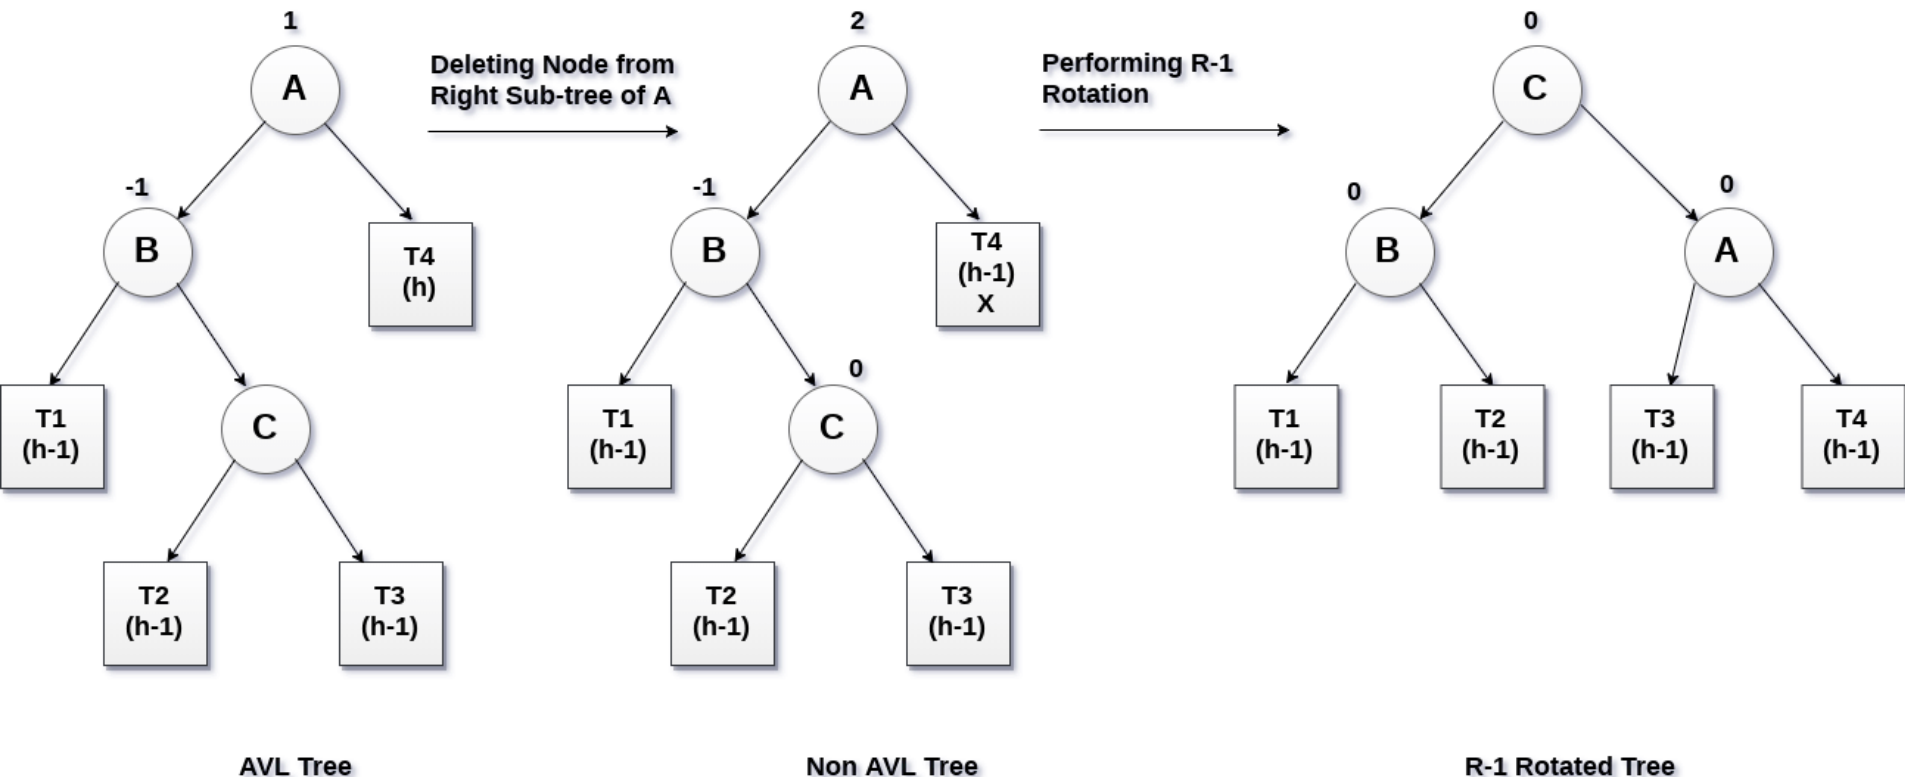 1
A
-1
B
T4
(h)
T1
(h-1)
C
T2
(h-1)
T3
(h-1)
AVL Tree
Deleting Node from
Right Sub-tree of A
2
A
-1
B
T4
(h-1)
X
T1
(h-1)
0
C
T2
(h-1)
T3
(h-1)
Non AVL Tree
Performing R-1
Rotation
0
C
0
B
0
A
T1
(h-1)
T2
(h-1)
T3
(h-1)
T4
(h-1)
R-1 Rotated Tree